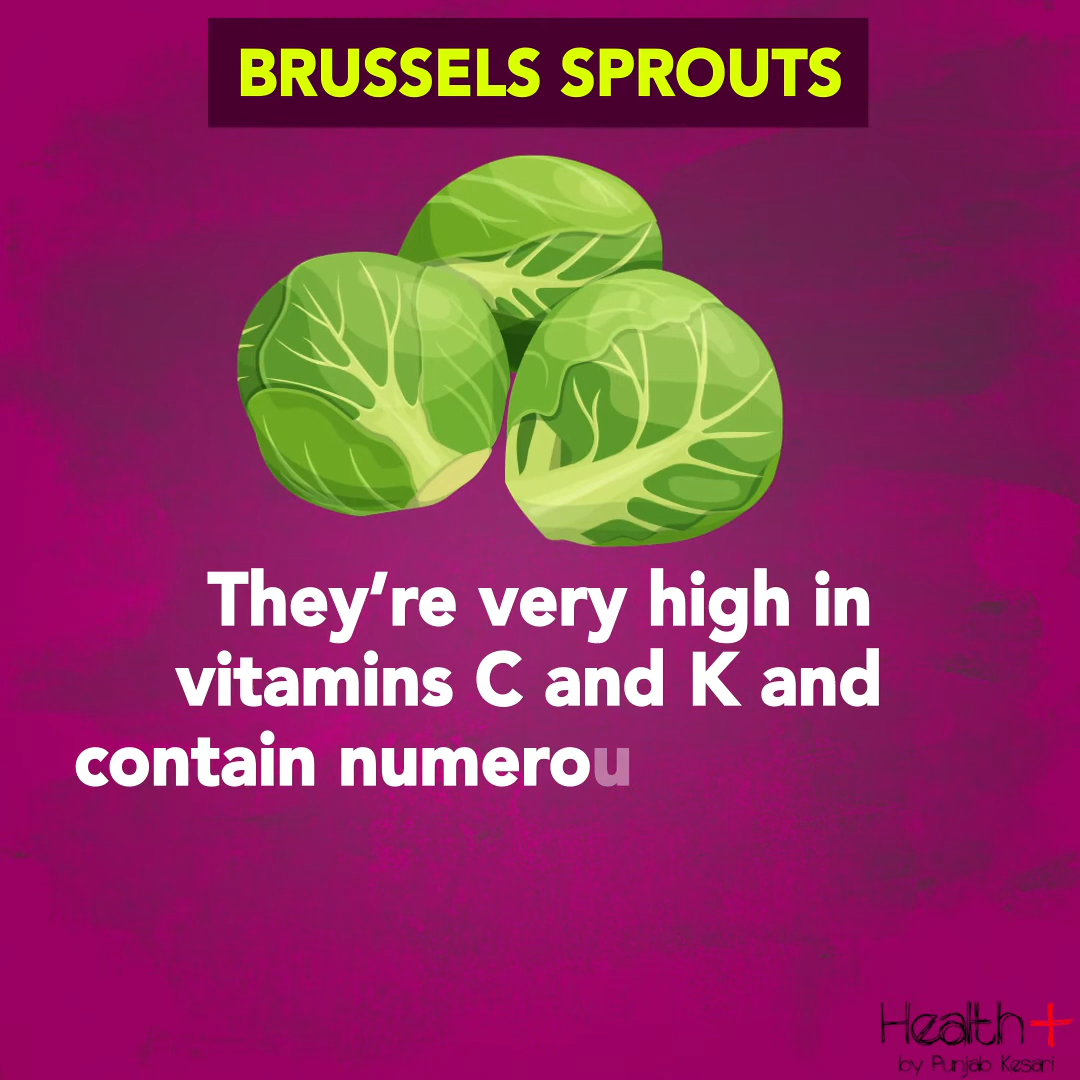 BRUSSELS SPROUTS
They’re very high in
vitamins C and K and
contain numerou
Health+
by Punjab Kesari